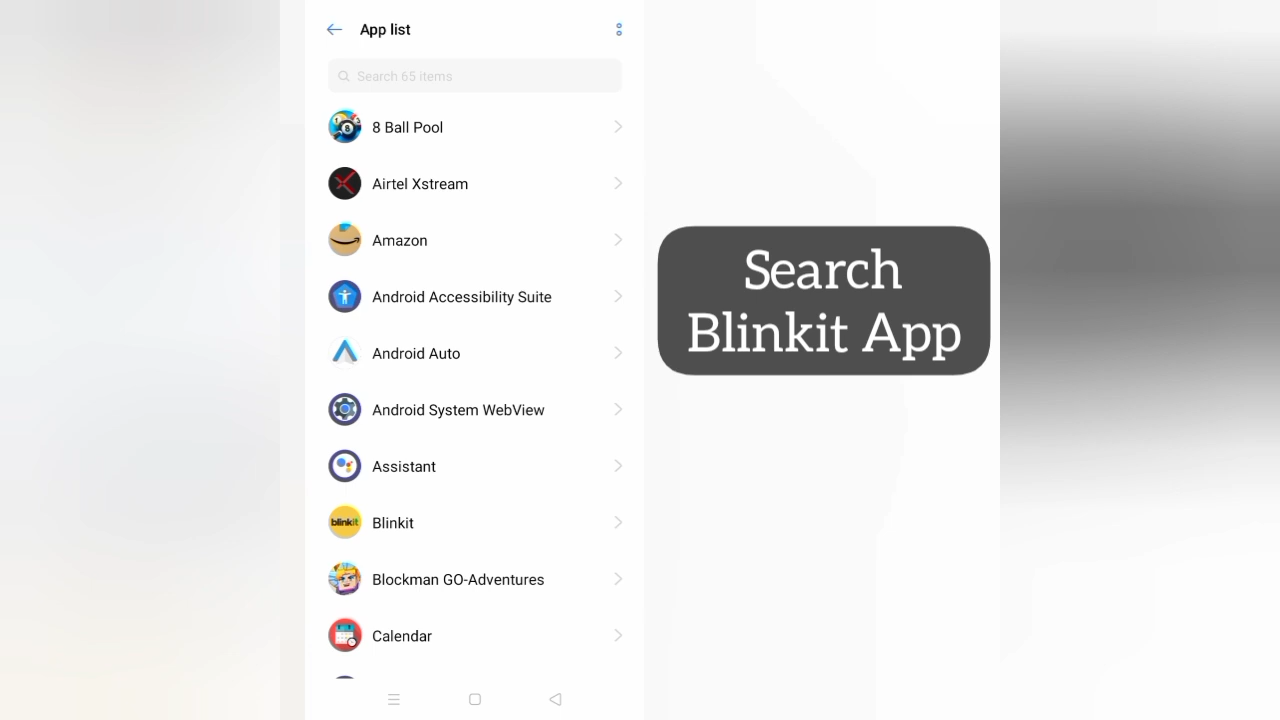 App list
Search 65 items
8 Ball Pool
Airtel Xstream
Amazon
Android Accessibility Suite
Android Auto
Android System WebView
Assistant
blinkit
Blinkit
Blockman GO-Adventures
Calendar
Search
Blinkit App